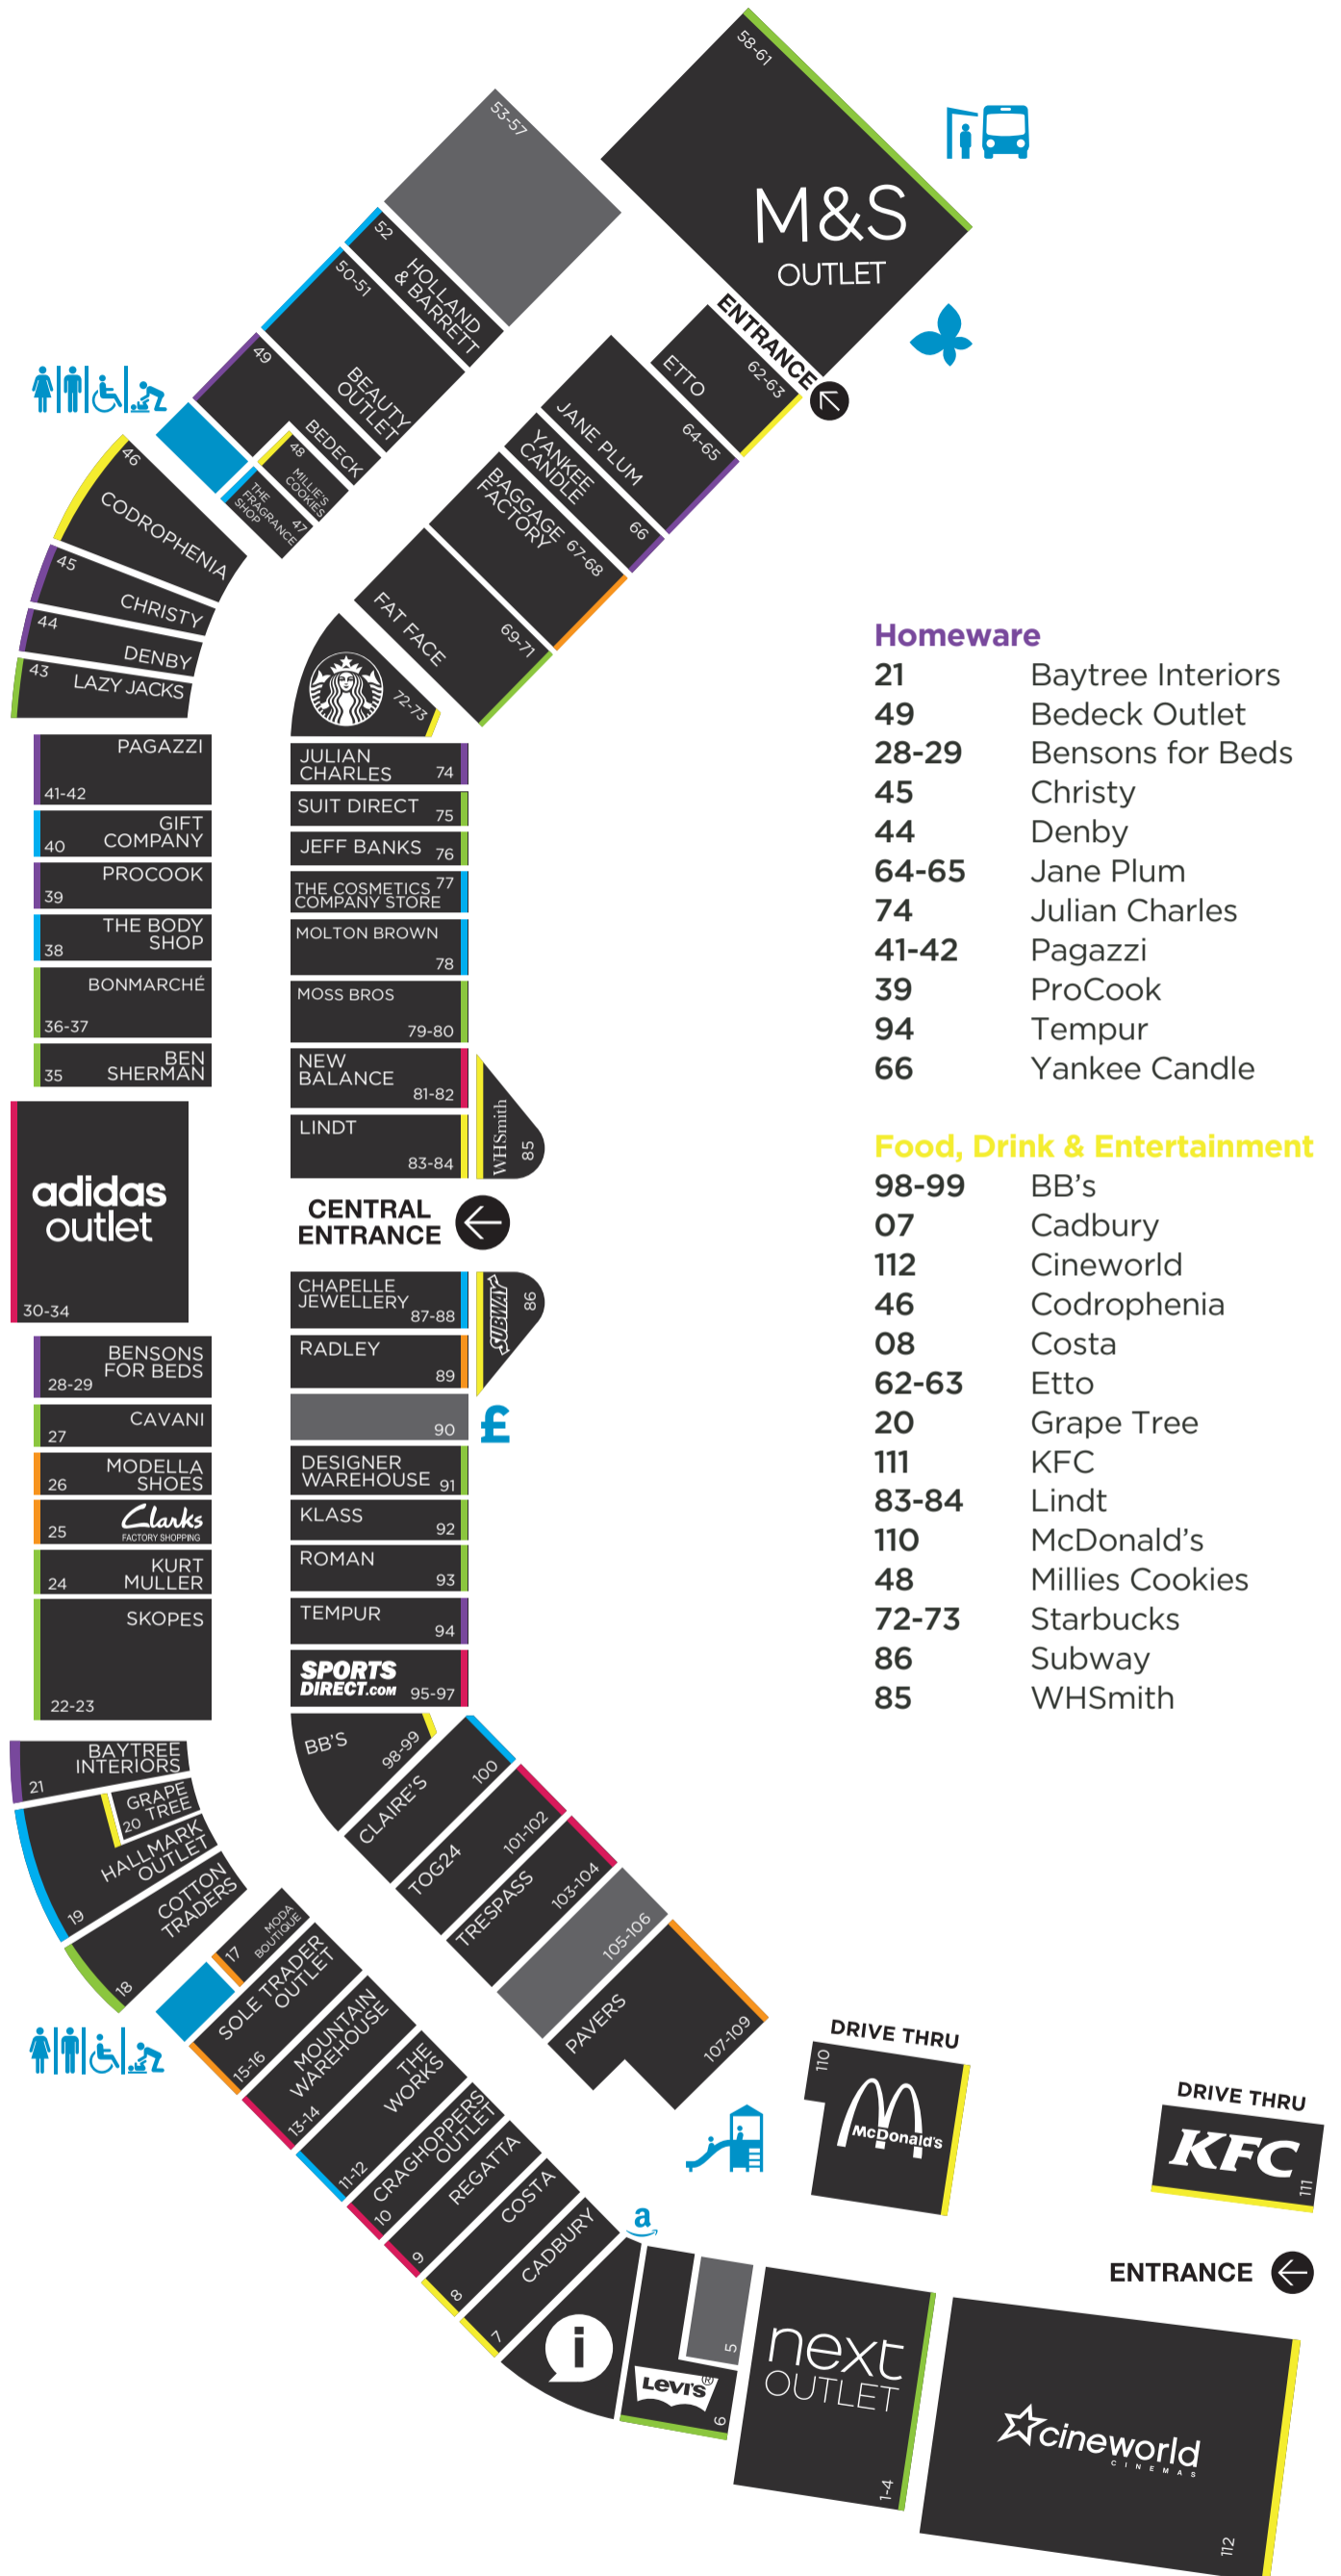 58-61
M&S
OUTLET
53-57
52
HOLLAND
& BARRETT
50-51
BEAUTY
OUTLET
49
BEDECK
48
MILLIE'S
COOKIES
47
THE
FRAGRANCE
SHOP
ENTRANCE
ETTO
62-63
JANE PLUM
64-65
YANKEE
CANDLE
66
BAGGAGE
FACTORY
67-68
FAT FACE
69-71
72-73
46
CODROPHENIA
45
CHRISTY
44
DENBY
43
LAZY JACKS
PAGAZZI
41-42
GIFT
COMPANY
40
PROCOOK
39
THE BODY
SHOP
38
BONMARCHÉ
36-37
BEN
SHERMAN
35
adidas
outlet
30-34
BENSONS
FOR BEDS
28-29
CAVANI
27
MODELLA
SHOES
26
Clarks
FACTORY SHOPPING
25
KURT
MULLER
24
SKOPES
22-23
BAYTREE
INTERIORS
21
GRAPE
TREE
20
HALLMARK
OUTLET
19
COTTON
TRADERS
18
JULIAN
CHARLES
74
SUIT DIRECT
75
JEFF BANKS
76
THE COSMETICS
COMPANY STORE
77
MOLTON BROWN
78
MOSS BROS
79-80
NEW
BALANCE
81-82
LINDT
83-84
WHSmith
85
CENTRAL
ENTRANCE
CHAPELLE
JEWELLERY
87-88
SUBWAY
86
RADLEY
89
90
£
DESIGNER
WAREHOUSE
91
KLASS
92
ROMAN
93
TEMPUR
94
SPORTS
DIRECT.COM
95-97
BB'S
98-99
CLAIRE'S
100
TOG24
101-102
TRESPASS
103-104
105-106
PAVERS
107-109
17
MODA
BOUTIQUE
SOLE TRADER
OUTLET
15-16
MOUNTAIN
WAREHOUSE
13-14
THE
WORKS
11-12
CRAGHOPPERS
OUTLET
10
REGATTA
9
COSTA
8
CADBURY
7
i
a
LEVI'S®
6
5
next
OUTLET
1-4
DRIVE THRU
110
McDonald's
DRIVE THRU
KFC
111
ENTRANCE
cineworld
CINEMAS
112
Homeware
21 Baytree Interiors
49 Bedeck Outlet
28-29 Bensons for Beds
45 Christy
44 Denby
64-65 Jane Plum
74 Julian Charles
41-42 Pagazzi
39 ProCook
94 Tempur
66 Yankee Candle
Food, Drink & Entertainment
98-99 BB's
07 Cadbury
112 Cineworld
46 Codrophenia
08 Costa
62-63 Etto
20 Grape Tree
111 KFC
83-84 Lindt
110 McDonald's
48 Millies Cookies
72-73 Starbucks
86 Subway
85 WHSmith